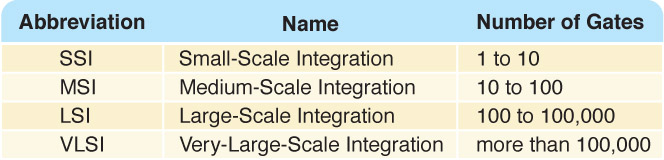 Abbreviation Name Number of Gates
SSI Small-Scale Integration 1 to 10
MSI Medium-Scale Integration 10 to 100
LSI Large-Scale Integration 100 to 100,000
VLSI Very-Large-Scale Integration more than 100,000